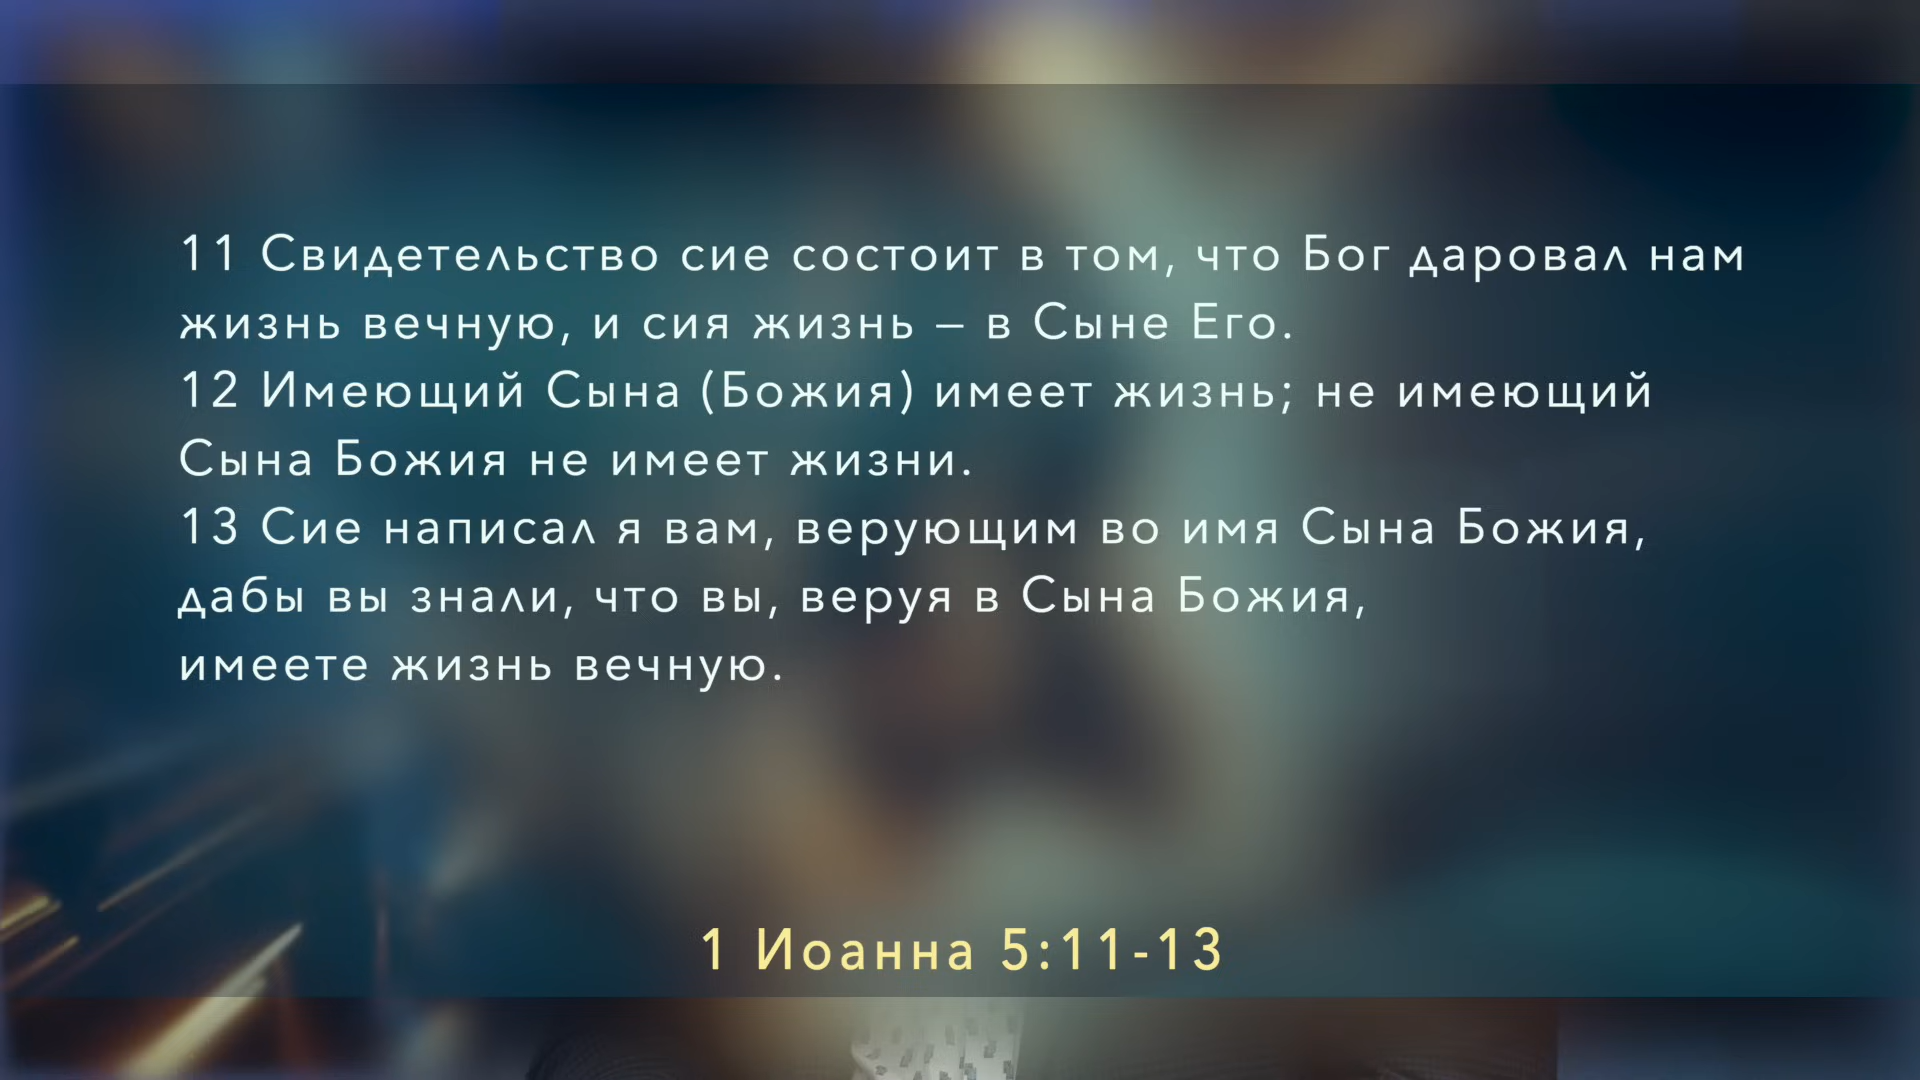 11 Свидетельство сие состоит в том, что Бог даровал нам
жизнь вечную, и сия жизнь – в Сыне Его.
12 Имеющий Сына (Божия) имеет жизнь; не имеющий
Сына Божия не имеет жизни.
13 Сие написал я вам, верующим во имя Сына Божия,
дабы вы знали, что вы, веруя в Сына Божия,
имеете жизнь вечную.
1 Иоанна 5:11-13